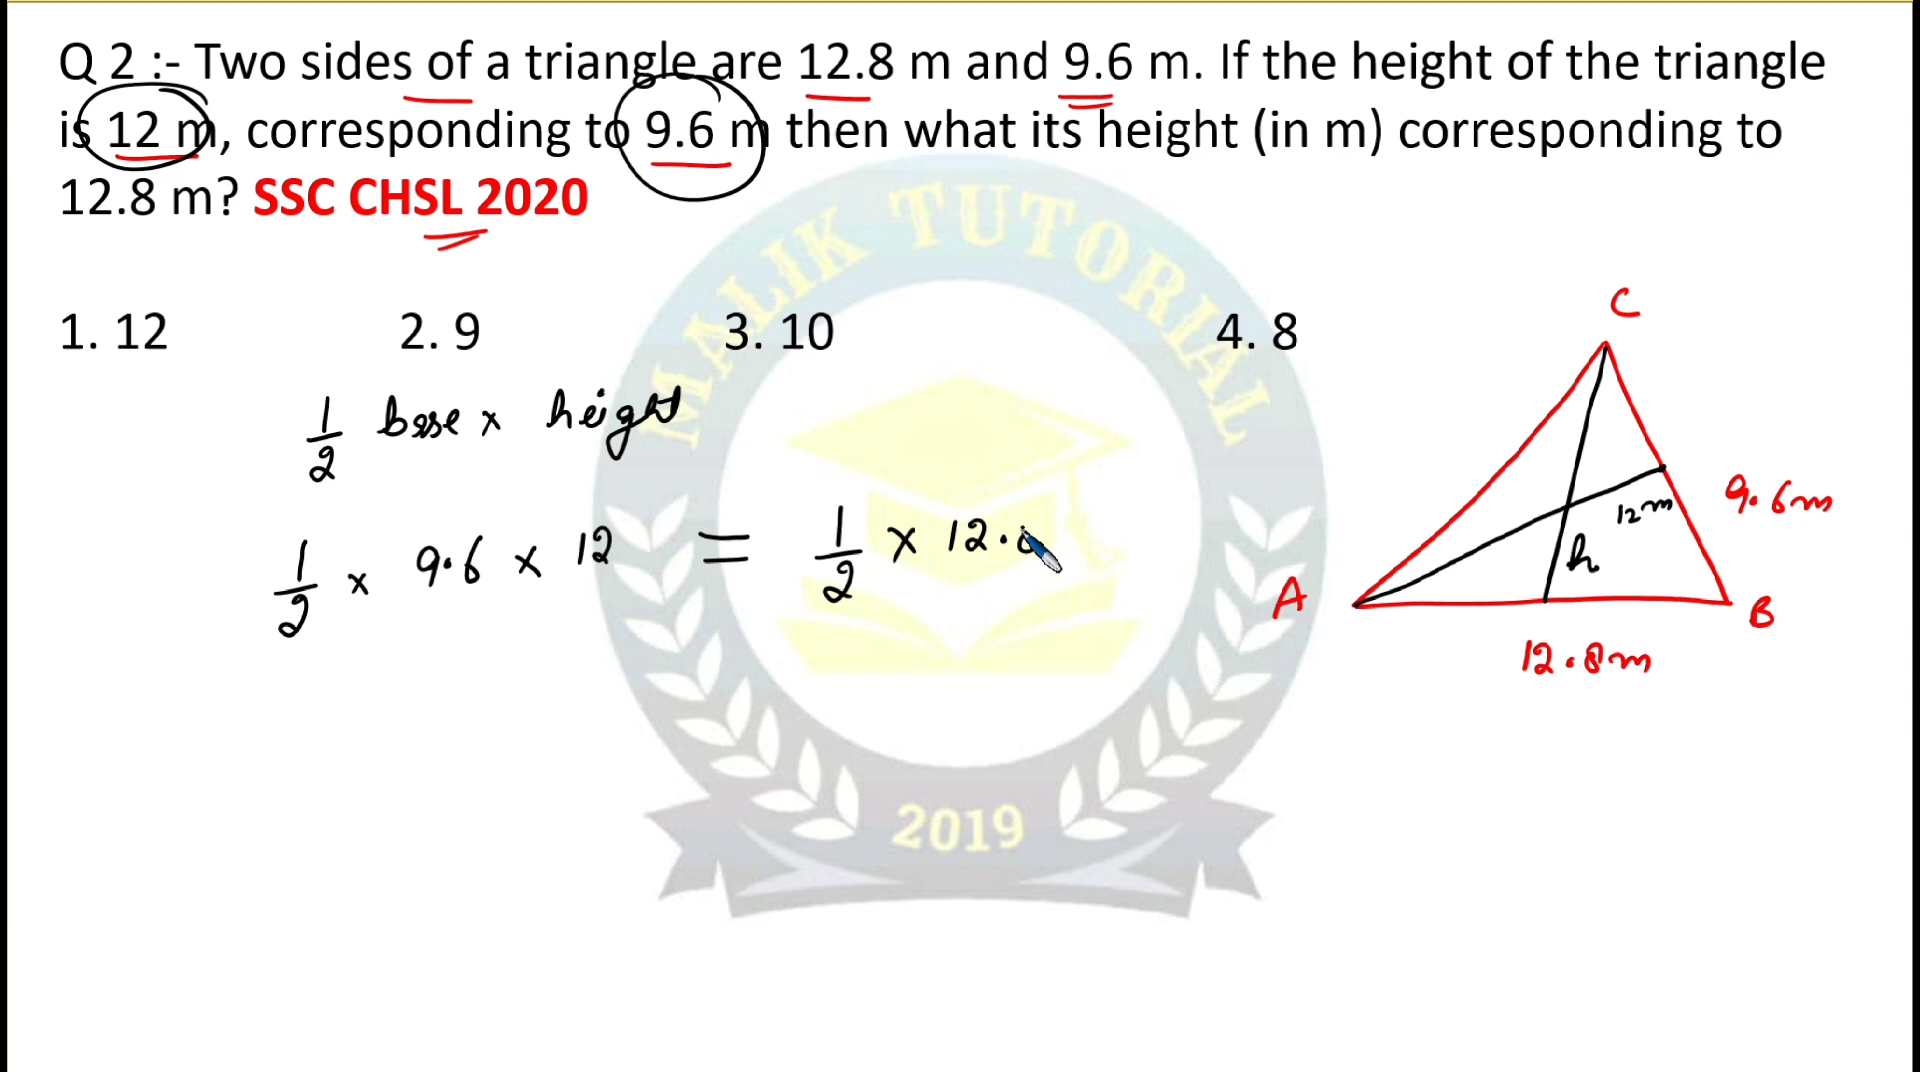 Q 2 :- Two sides of a triangle are 12.8 m and 9.6 m. If the height of the triangle
is 12 m, corresponding to 9.6 m then what its height (in m) corresponding to
12.8 m? SSC CHSL 2020
1. 12 2. 9 3. 10 4. 8
1/2 base x height
1/2 x 9.6 x 12 = 1/2 x 12.
C
9.6m
12m
h
A
B
12.8m
MALIK TUTORIAL
2019